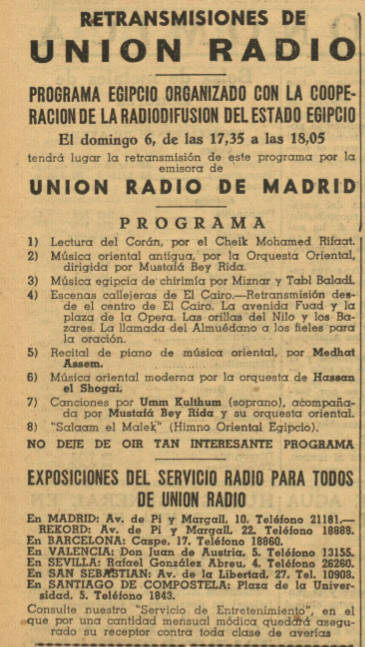 RETRANSMISIONES DE
UNION RADIO
PROGRAMA EGIPCIO ORGANIZADO CON LA COOPE-
RACION DE LA RADIODIFUSION DEL ESTADO EGIPCIO
El domingo 6, de las 17,35 a las 18,05
tendrá lugar la retransmisión de este programa por la
emisora de
UNION RADIO DE MADRID
PROGRAMA
1) Lectura del Corán, por el Cheik Mohamed Rifaat.
2) Música oriental antigua, por la Orquesta Oriental,
dirigida por Mustafá Bey Rida.
3) Música egipcia de chirimía por Miznar y Tabl Baladi.
4) Escenas callejeras de El Cairo.—Retransmisión des-
de el centro de El Cairo. La avenida Fuad y la
plaza de la Opera. Las orillas del Nilo y los Ba-
zares. La llamada del Almuédano a los fieles para
la oración.
5) Recital de piano de música oriental, por Medhat
Assem.
6) Música oriental moderna por la orquesta de Hassan
el Shogai.
7) Canciones por Umm Kulthum (soprano), acompaña-
da por Mustafá Bey Rida y su orquesta oriental.
8) "Salaam el Malek" (Himno Oriental Egipcio).
NO DEJE DE OIR TAN INTERESANTE PROGRAMA
EXPOSICIONES DEL SERVICIO RADIO PARA TODOS
DE UNION RADIO
En MADRID: Av. de Pi y Margall, 10. Teléfono 21181.—
REKORD: Av. de Pi y Margall, 22. Teléfono 18889.
En BARCELONA: Caspe, 17. Teléfono 18860.
En VALENCIA: Don Juan de Austria, 5. Teléfono 13155.
En SEVILLA: Rafael González Abreu, 4. Teléfono 26260.
En SAN SEBASTIAN: Av. de la Libertad, 27. Tel. 10908.
En SANTIAGO DE COMPOSTELA: Plaza de la Univer-
sidad, 5. Teléfono 1843.
Consulte nuestro "Servicio de Entretenimiento", en el
que por una cantidad mensual módica quedará asegu-
rado su receptor contra toda clase de averías